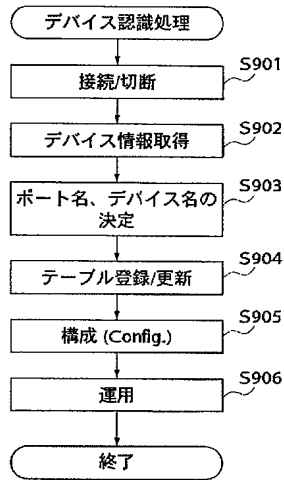 デバイス認識処理
S901
接続/切断
S902
デバイス情報取得
S903
ポート名、デバイス名の
決定
S904
テーブル登録/更新
S905
構成 (Config.)
S906
運用
終了